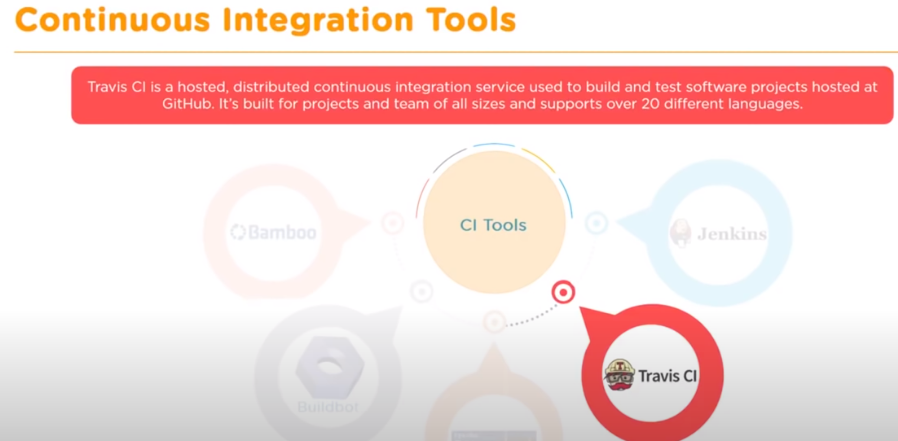 Continuous Integration Tools
Travis CI is a hosted, distributed continuous integration service used to build and test software projects hosted at
GitHub. It's built for projects and team of all sizes and supports over 20 different languages.
CI Tools
Bamboo
Jenkins
Travis CI
Buildbot